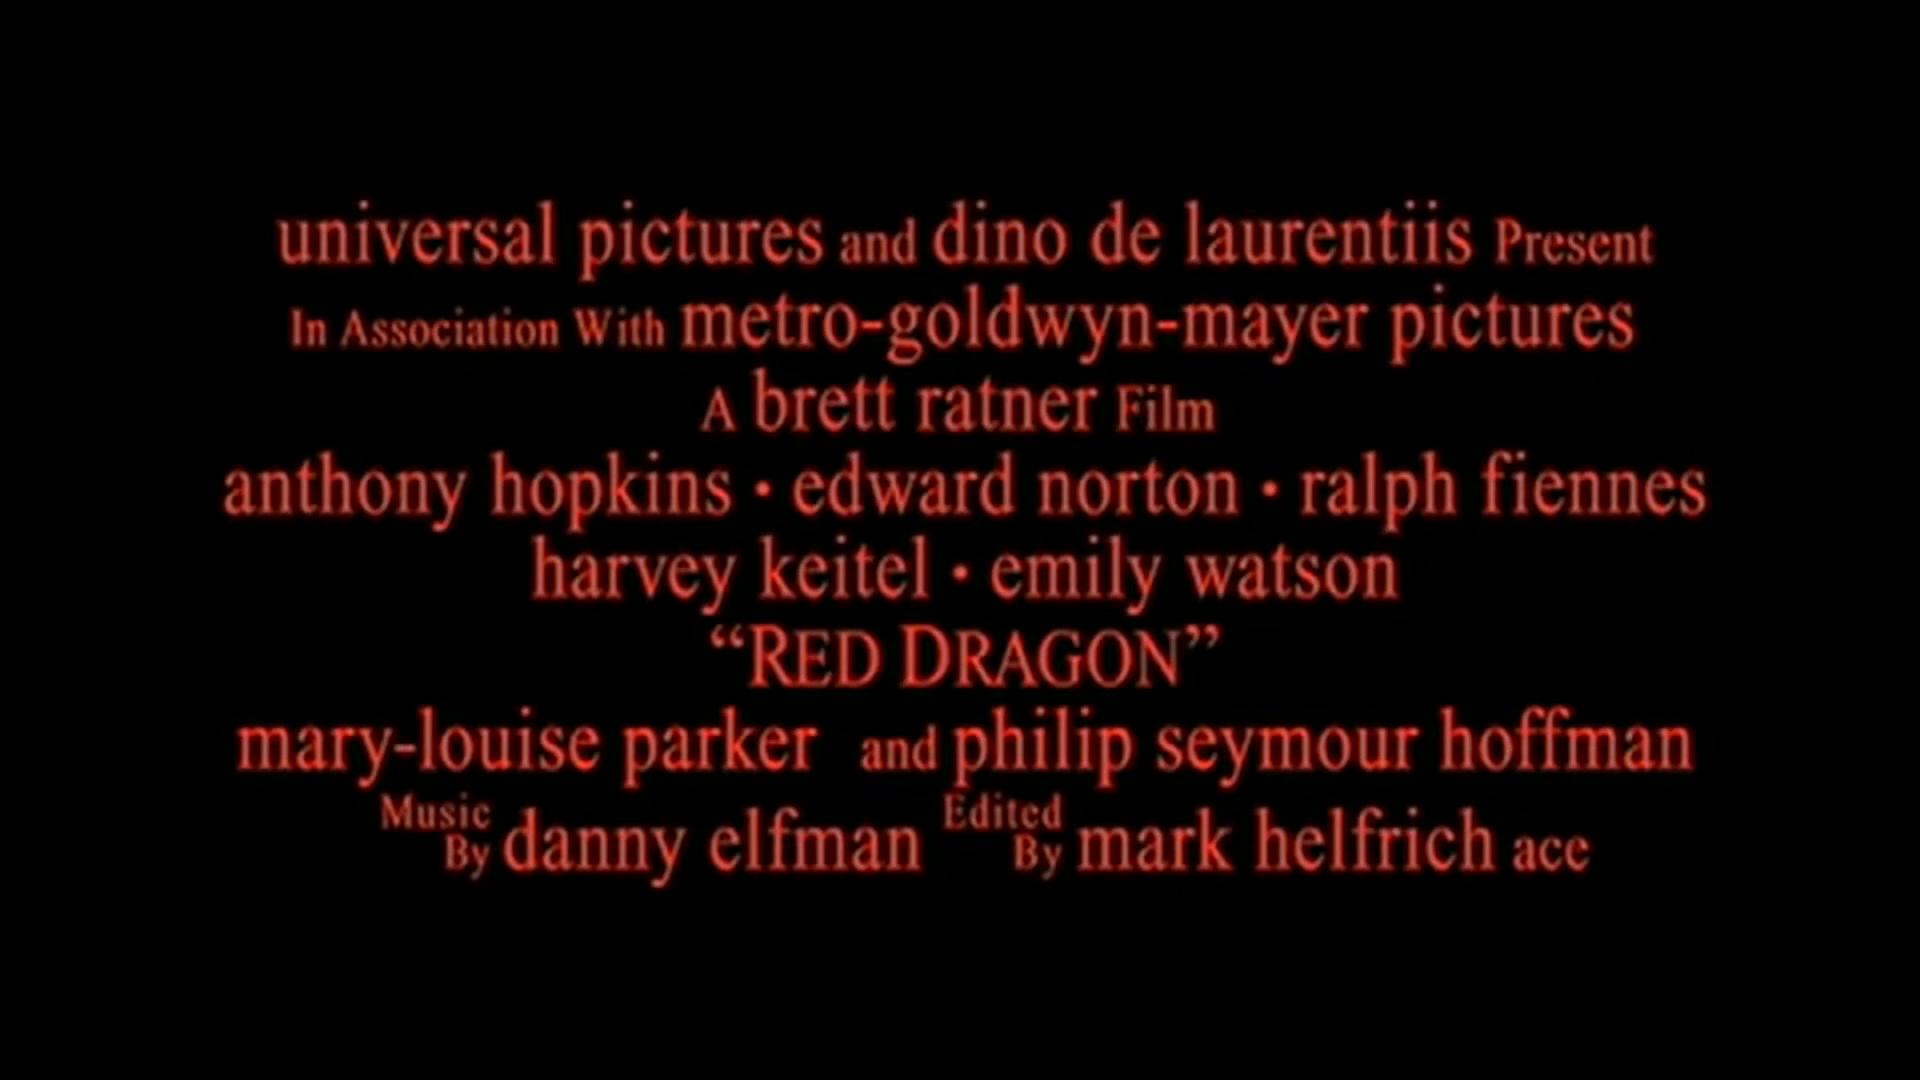 universal pictures and dino de laurentiis Present
In Association With metro-goldwyn-mayer pictures
A brett ratner Film
anthony hopkins • edward norton • ralph fiennes
harvey keitel • emily watson
“RED DRAGON”
mary-louise parker and philip seymour hoffman
Music By danny elfman Edited By mark helfrich ace